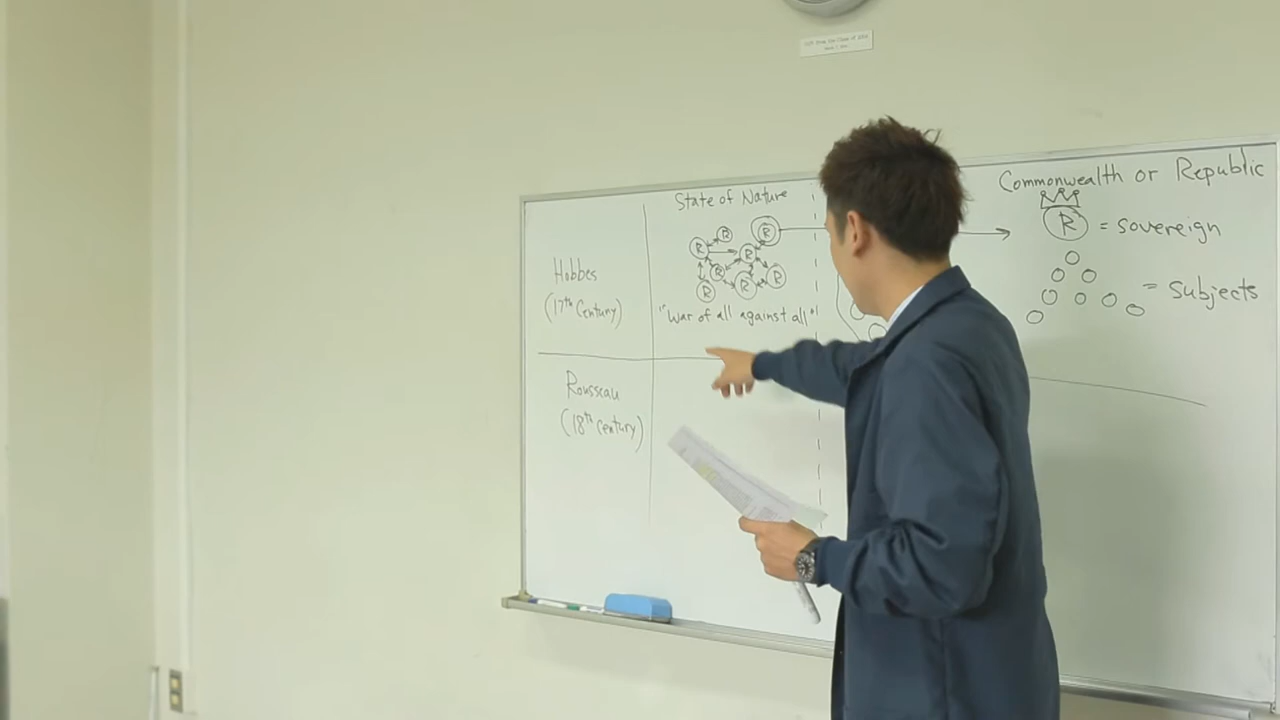 State of Nature
Commonwealth or Republic
Hobbes
(17th Century)
R
R
R
R
R
R
R
R
"War of all against all"
R = Sovereign
= Subjects
Rousseau
(18th Century)